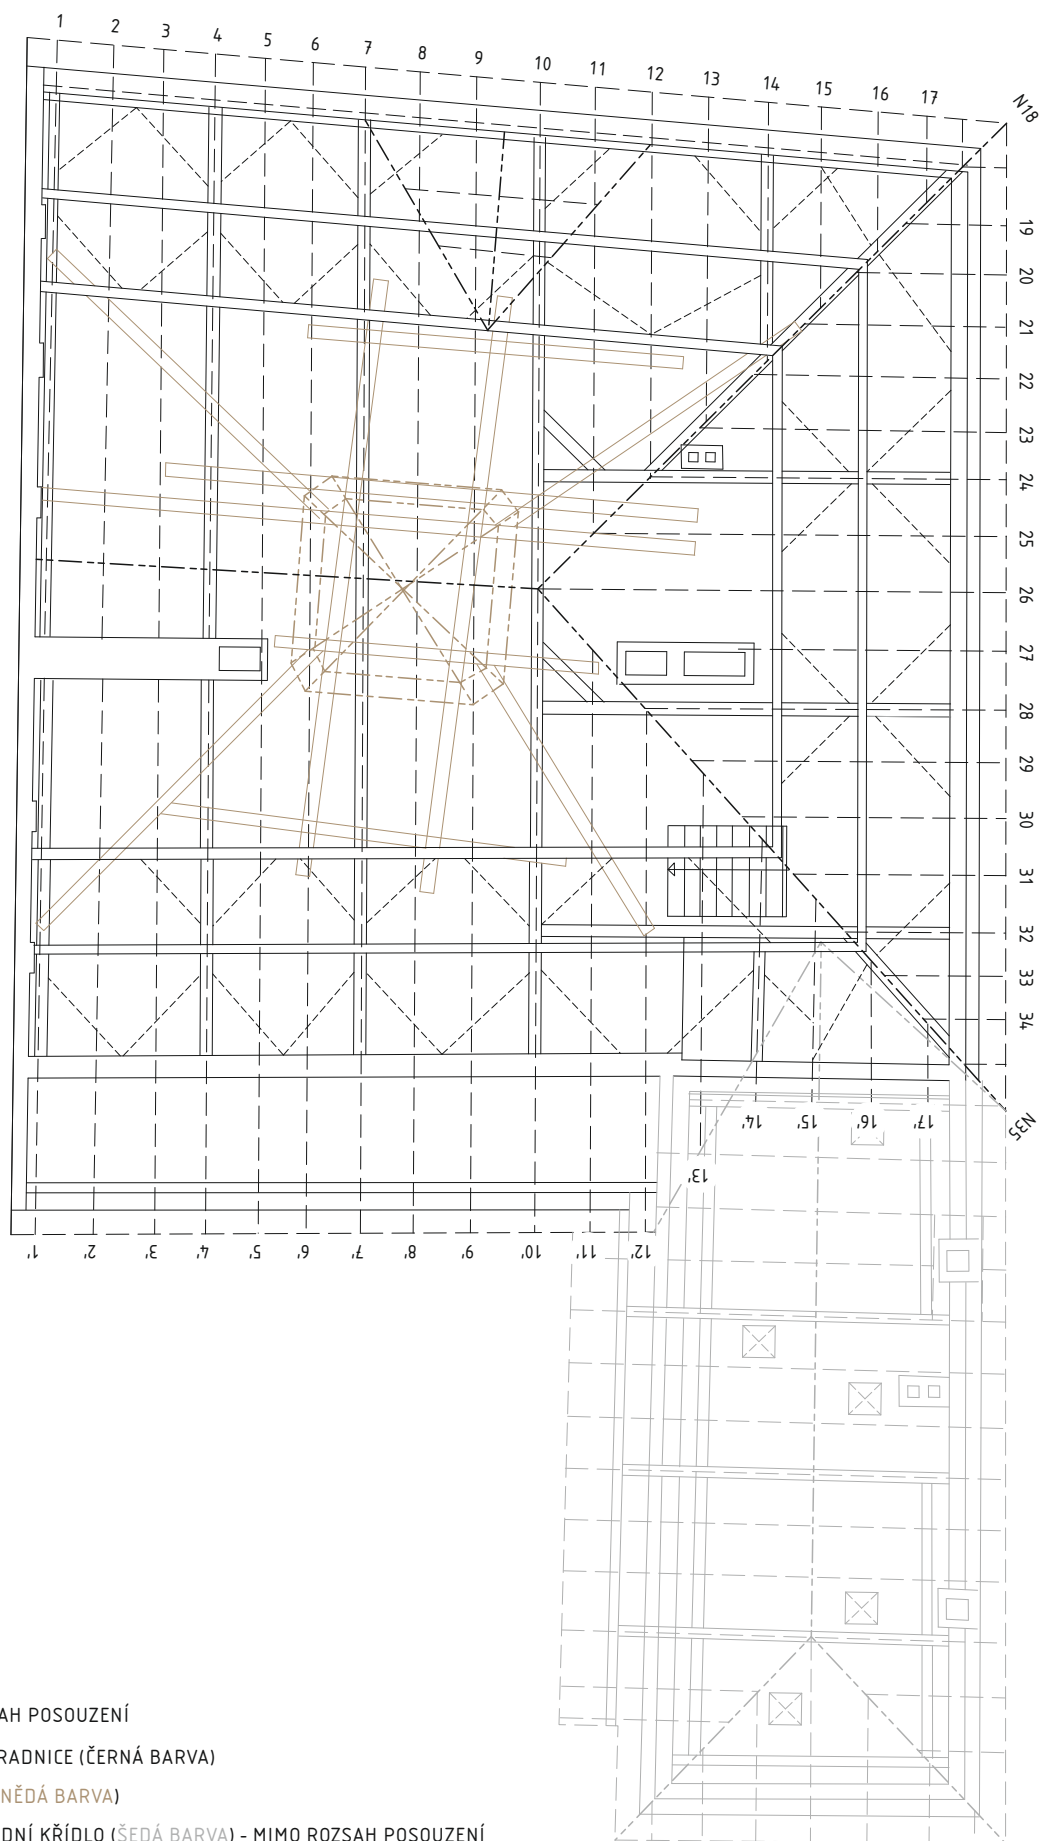 1 2 3 4 5 6 7 8 9 10 11 12 13 14 15 16 17 N18
19
20
21
22
23
24
25
26
27
28
29
30
31
32
33
34
N35
14' 15' 16' 17'
13'
1' 2' 3' 4' 5' 6' 7' 8' 9' 10' 11' 12'
AH POSOUZENÍ
RADNICE (ČERNÁ BARVA)
NĚDÁ BARVA)
DNÍ KŘÍDLO (ŠEDÁ BARVA) - MIMO ROZSAH POSOUZENÍ